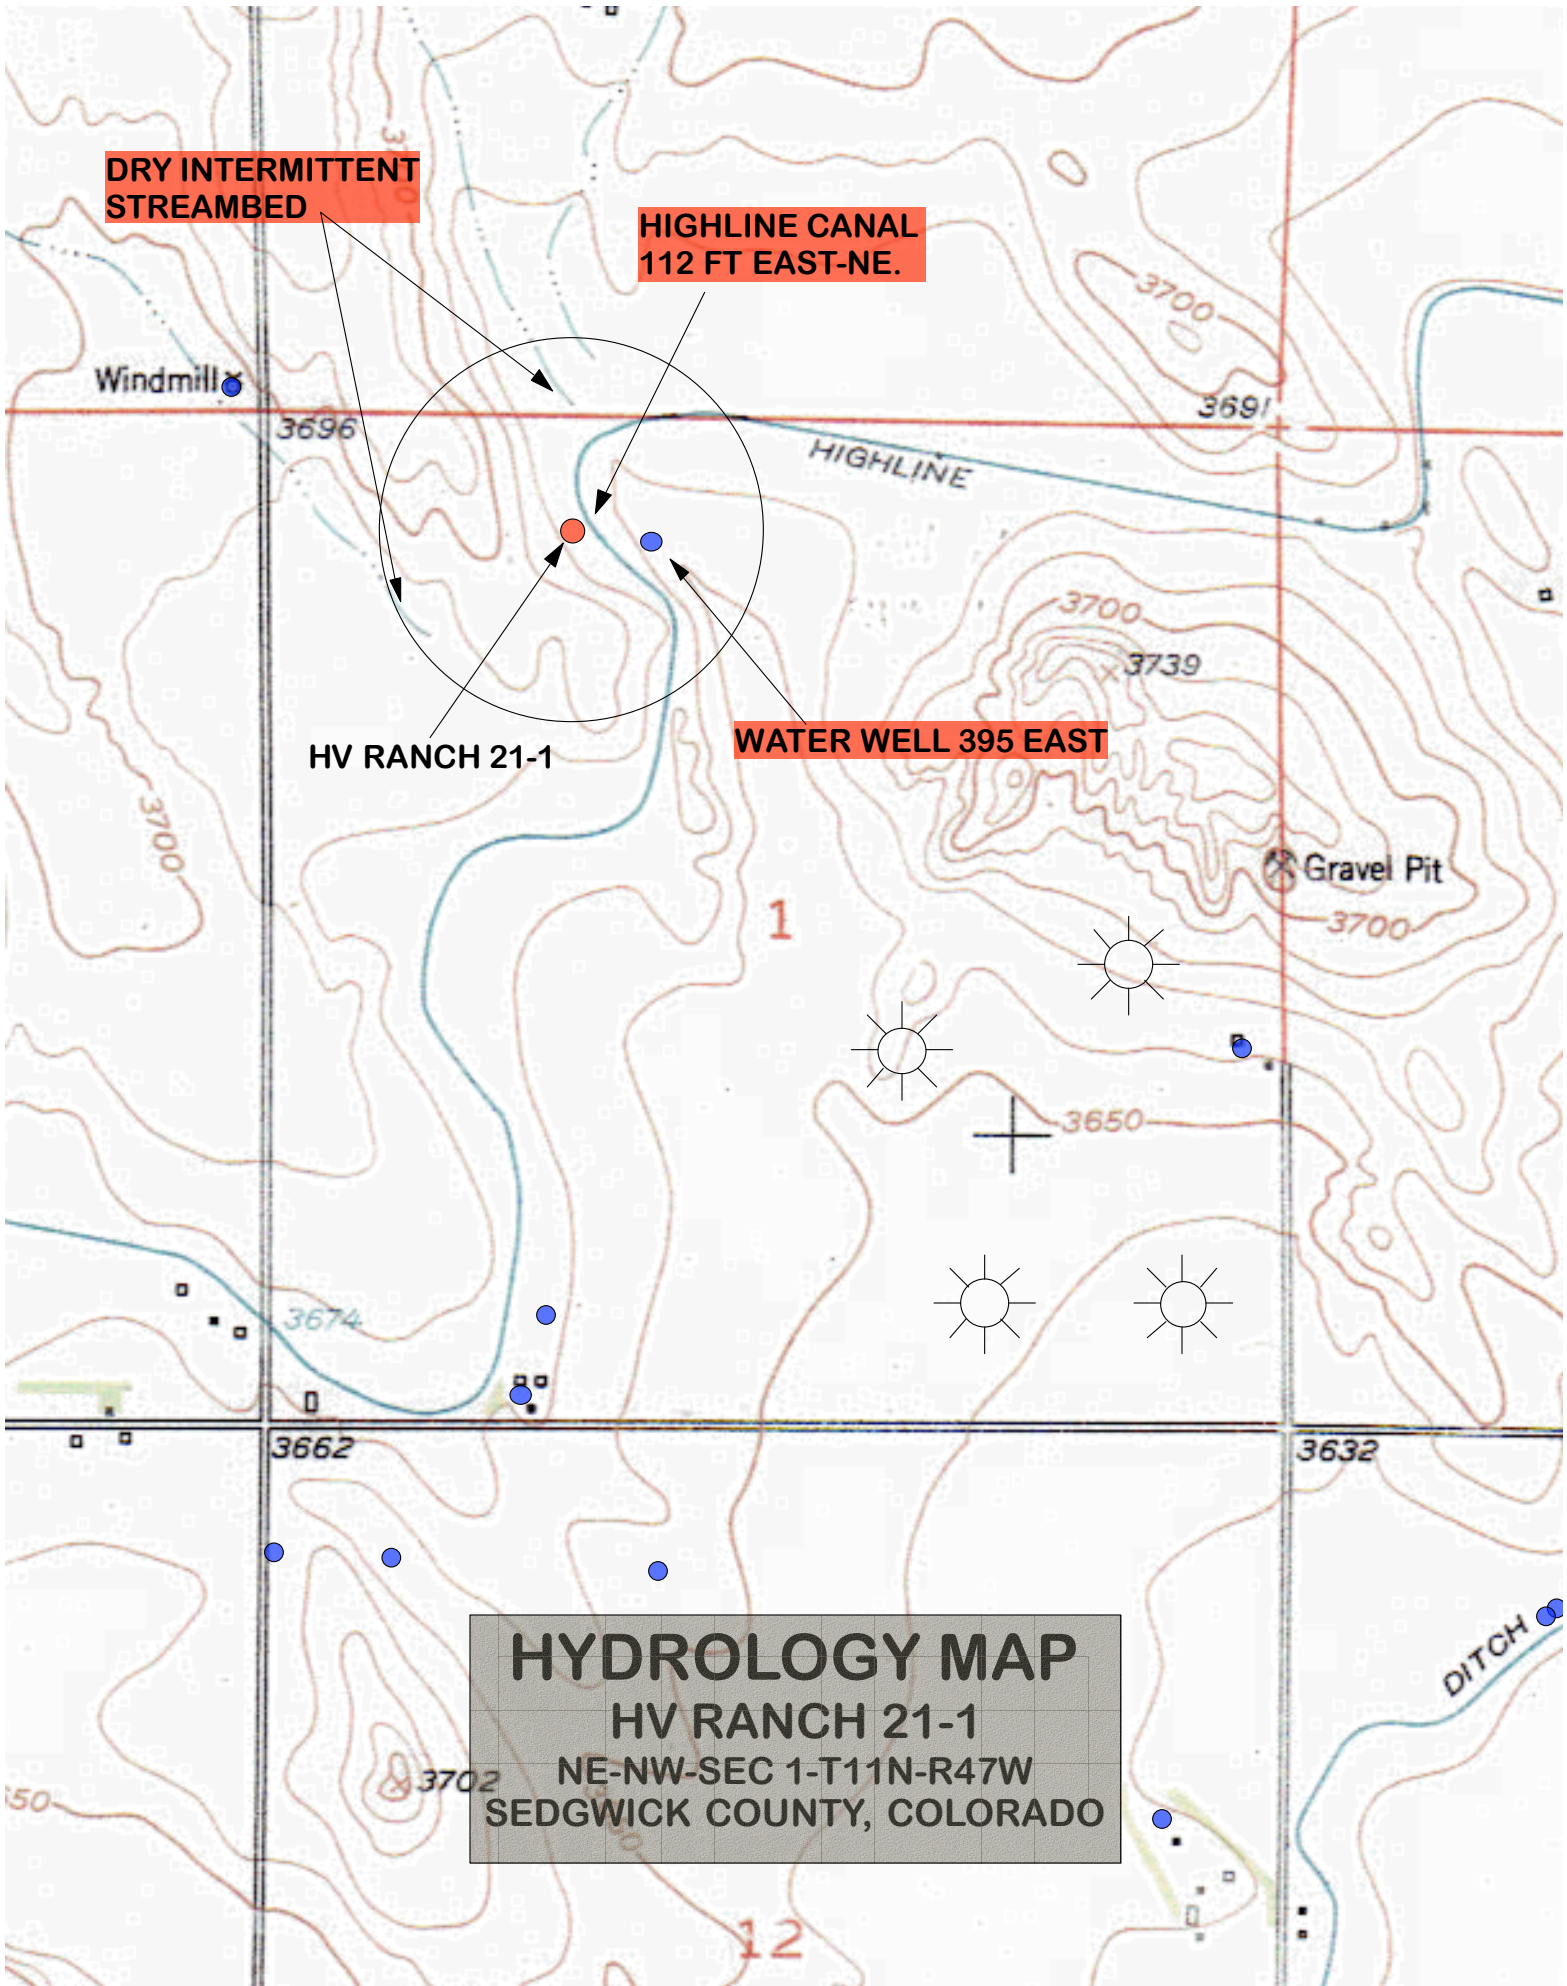 DRY INTERMITTENT
STREAMBED
HIGHLINE CANAL
112 FT EAST-NE.
3700
Windmill
3696
3691
HIGHLINE
3700
3739
HV RANCH 21-1
WATER WELL 395 EAST
3700
Gravel Pit
1
3700
3650
3674
3662
3632
DITCH
HYDROLOGY MAP
HV RANCH 21-1
NE-NW-SEC 1-T11N-R47W
SEDGWICK COUNTY, COLORADO
3702
50
12